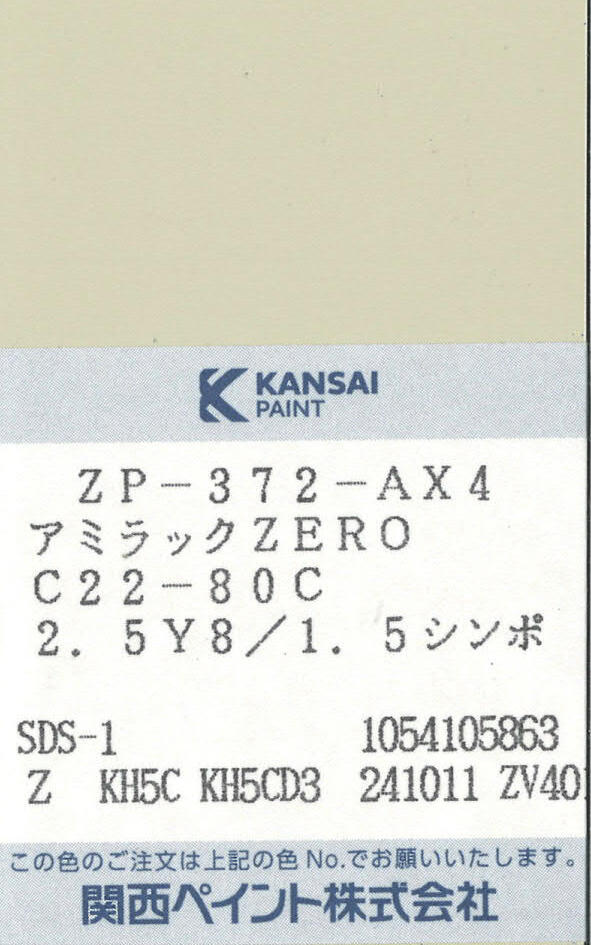 KANSAI
PAINT
ZP-372-AX4
アミラックZERO
C22-80C
2.5Y8/1.5シンポ
SDS-1 1054105863
Z KH5C KH5CD3 241011 ZV40
この色のご注文は上記の色No.でお願いいたします。
関西ペイント株式会社